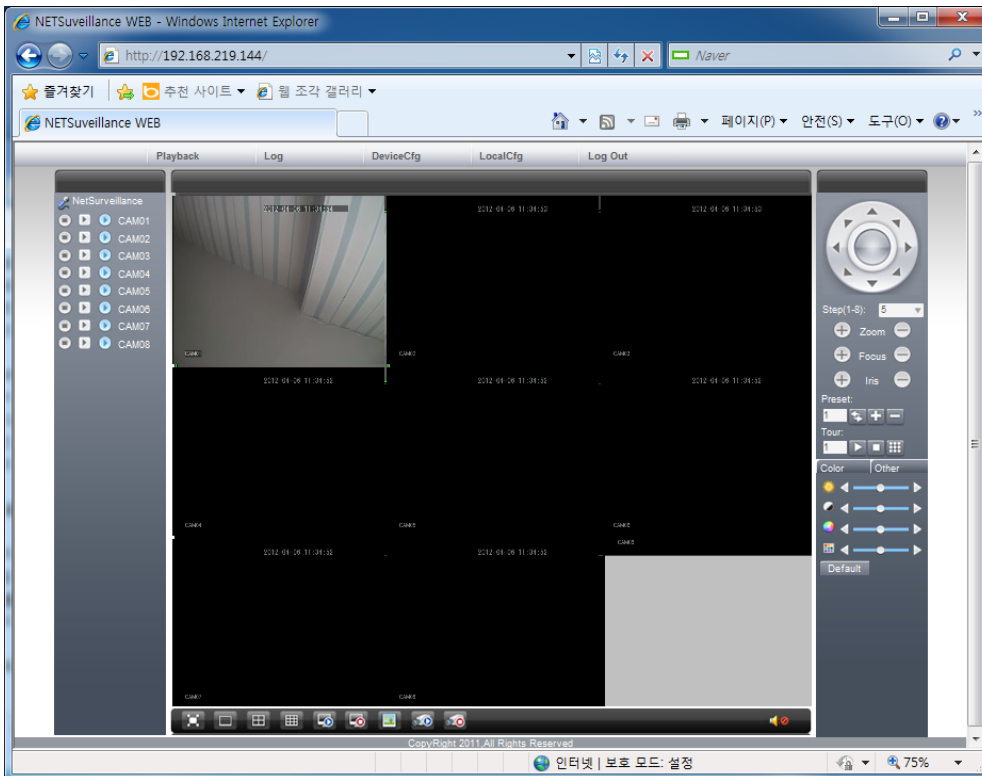 NETSuveillance WEB - Windows Internet Explorer
http://192.168.219.144/
Naver
즐겨찾기 추천 사이트 웹 조각 갤러리
NETSuveillance WEB
페이지(P) 안전(S) 도구(O)
Playback Log DeviceCfg LocalCfg Log Out
NetSurveillance
CAM01
CAM02
CAM03
CAM04
CAM05
CAM06
CAM07
CAM08
CAM04
CAM07
Step(1-8): 5
Zoom
Focus
Iris
Preset:
1
Tour:
1
Color Other
Default
CopyRight 2011,All Rights Reserved
인터넷 | 보호 모드: 설정
75%